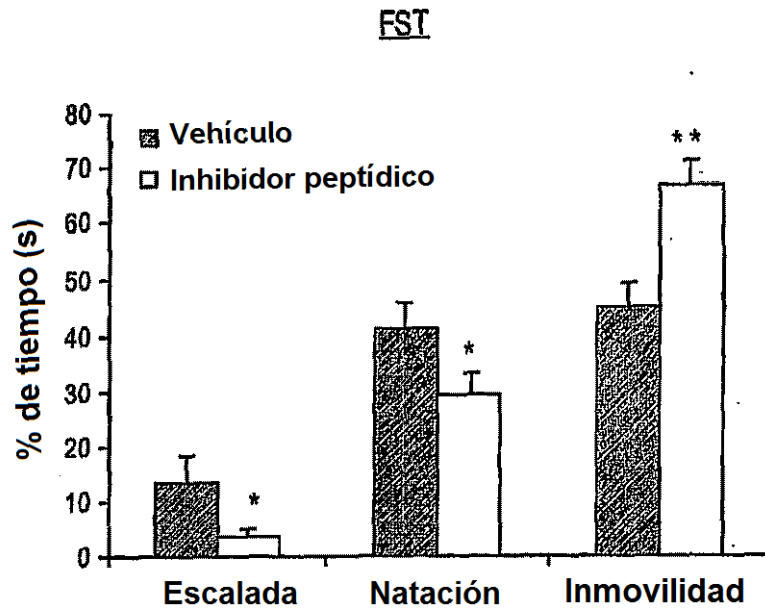 FST
% de tiempo (s)
80
70
60
50
40
30
20
10
0
Vehículo
Inhibidor peptídico
*
*
**
Escalada
Natación
Inmovilidad